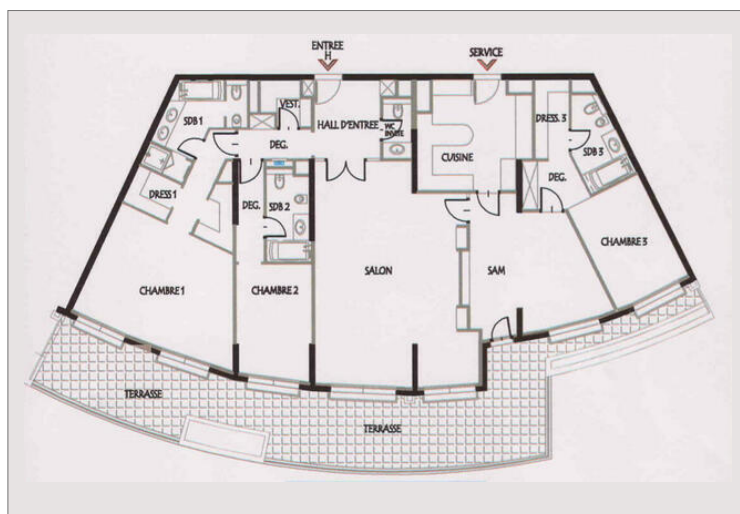 ENTREE
H
SERVICE
VEST.
SDB 1
HALL D'ENTREE
WC
INVITE
DRESS. 3
DEG.
CUISINE
SDB 3
DRESS 1
DEG.
SDB 2
DEG.
CHAMBRE 3
SALON
SAM
CHAMBRE 1
CHAMBRE 2
TERRASSE
TERRASSE